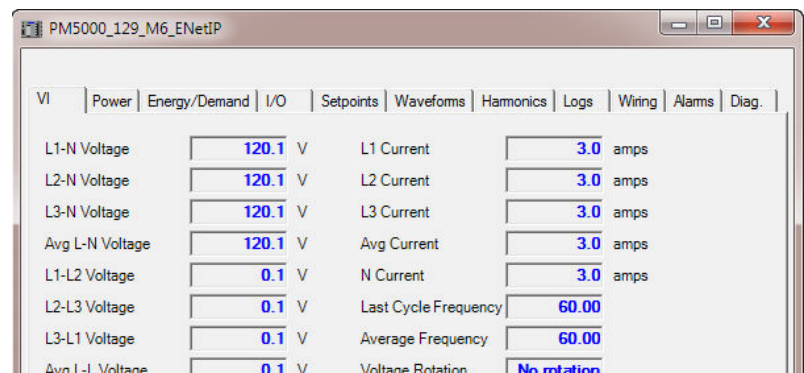 PM5000_129_M6_ENetIP
VI Power Energy/Demand I/O Setpoints Waveforms Harmonics Logs Wiring Alarms Diag.
L1-N Voltage 120.1 V L1 Current 3.0 amps
L2-N Voltage 120.1 V L2 Current 3.0 amps
L3-N Voltage 120.1 V L3 Current 3.0 amps
Avg L-N Voltage 120.1 V Avg Current 3.0 amps
L1-L2 Voltage 0.1 V N Current 3.0 amps
L2-L3 Voltage 0.1 V Last Cycle Frequency 60.00
L3-L1 Voltage 0.1 V Average Frequency 60.00
Avg L-L Voltage 0.1 V Voltage Rotation No rotation